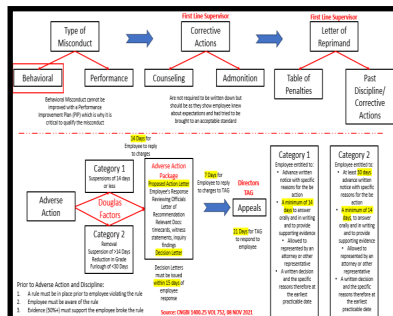 First Line Supervisor
First Line Supervisor
Type of
Misconduct
Corrective
Actions
Letter of
Reprimand
Behavioral
Performance
Counseling
Admonition
Table of
Penalties
Past
Discipline/
Corrective
Actions
Behavioral Misconduct cannot be
improved with a Performance
Improvement Plan (PIP) which is why it is
critical to qualify the misconduct
Are not required to be written down but
should be as they show employee knew
about expectations and had tried to be
brought to an acceptable standard
14 Days for
Employee to reply
to charges
Adverse
Action
Category 1
Suspensions of 14 days
or less
Douglas
Factors
Category 2
Removal
Suspension of >14 Days
Reduction in Grade
Furlough of <30 Days
Adverse Action
Package
Proposed Action Letter
Employee's Response
Reviewing Officials
Letter of
Recommendation
Relevant Docs:
timecards, witness
statements, inquiry
findings
Decision Letter
Decision Letters
must be issued
within 15 days of
employee
response
7 Days for
Employee to reply
to charges to TAG
Directors
TAG
Appeals
21 Days for TAG
to respond to
employee
Category 1
Employee entitled to:
• Advance written
notice with specific
reasons for the be
action
• A minimum of 14
days to answer
orally and in writing
and to provide
supporting evidence
• Allowed to
represented by an
attorney or other
representative
• A written decision
and the specific
reasons therefore at
the earliest
practicable date
Category 2
Employee entitled to:
• At least 30 days
advance written
notice with specific
reasons for the be
action
• A minimum of 14
days, to answer
orally and in writing
and to provide
supporting evidence
• Allowed to
represented by an
attorney or other
representative
• A written decision
and the specific
reasons therefore at
the earliest
practicable date
Prior to Adverse Action and Discipline:
1. A rule must be in place prior to employee violating the rule
2. Employee must be aware of the rule
3. Evidence (50%+) must support the employee broke the rule
Source: CNGBI 1400.25 VOL 752, 08 NOV 2021